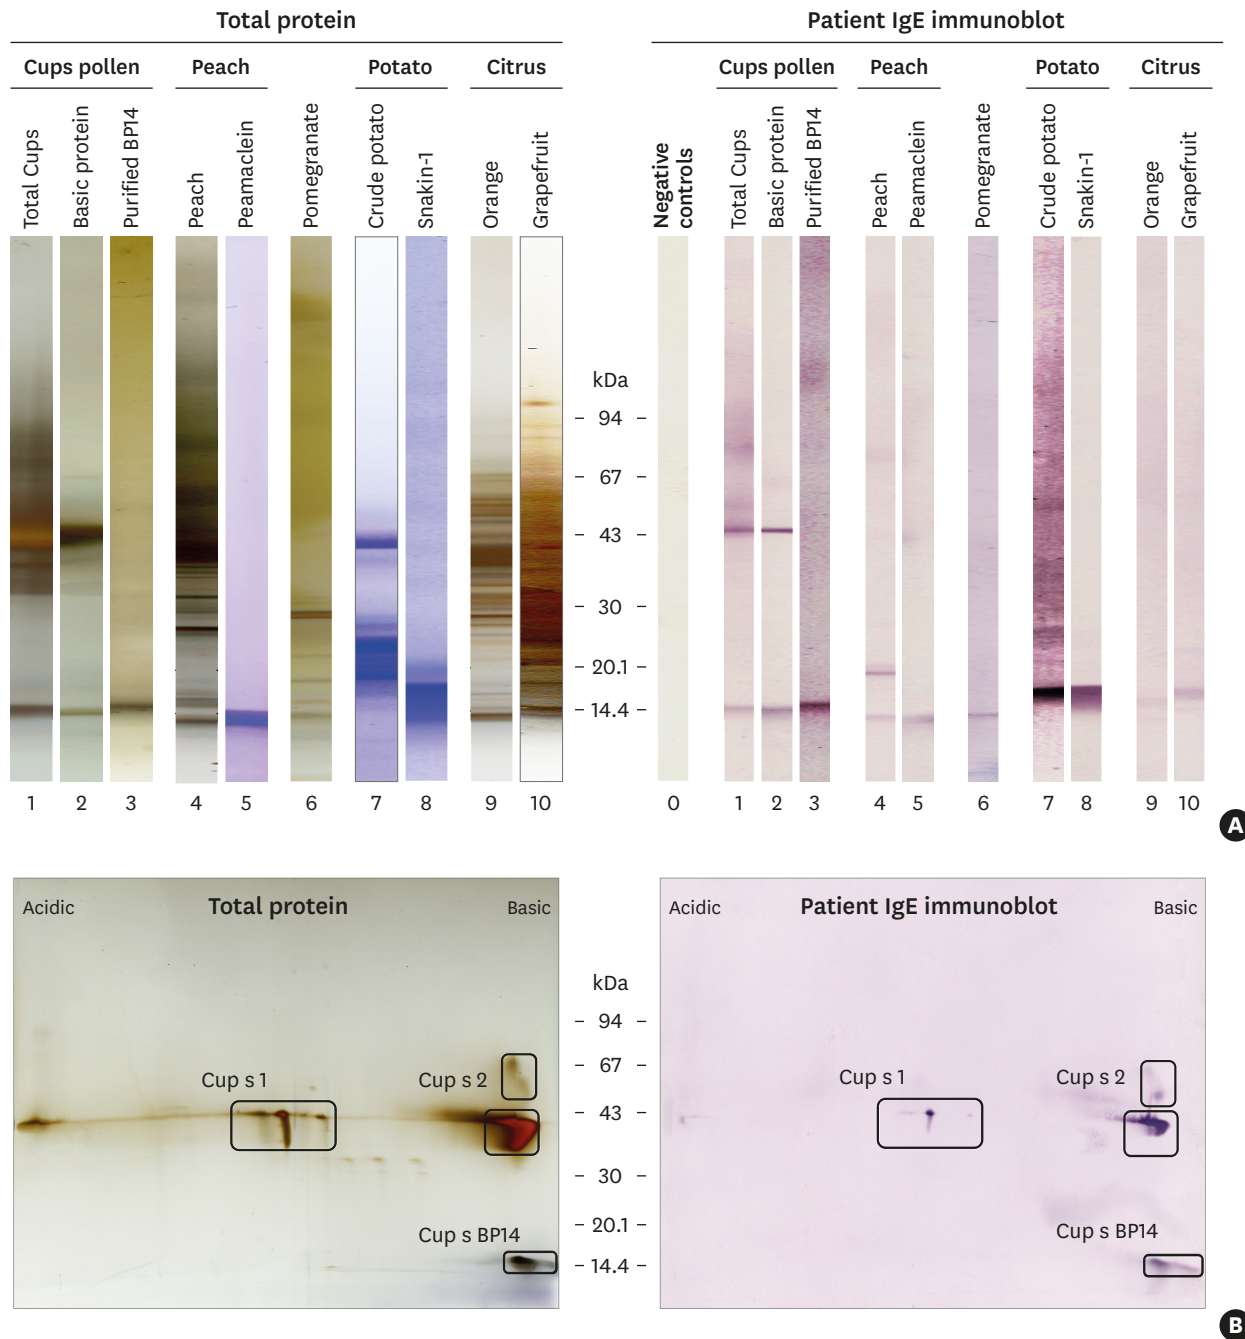 Total protein
Patient IgE immunoblot
Cups pollen
Peach
Potato
Citrus
Cups pollen
Peach
Potato
Citrus
Total Cups
Basic protein
Purified BP14
Peach
Peamaclein
Pomegranate
Crude potato
Snakin-1
Orange
Grapefruit
Negative
controls
Total Cups
Basic protein
Purified BP14
Peach
Peamaclein
Pomegranate
Crude potato
Snakin-1
Orange
Grapefruit
kDa
94
67
43
30
20.1
14.4
1 2 3 4 5 6 7 8 9 10
0 1 2 3 4 5 6 7 8 9 10
A
Acidic
Total protein
Basic
Acidic
Patient IgE immunoblot
Basic
kDa
94
67
43
30
20.1
14.4
Cup s 1
Cup s 2
Cup s BP14
Cup s 1
Cup s 2
Cup s BP14
B